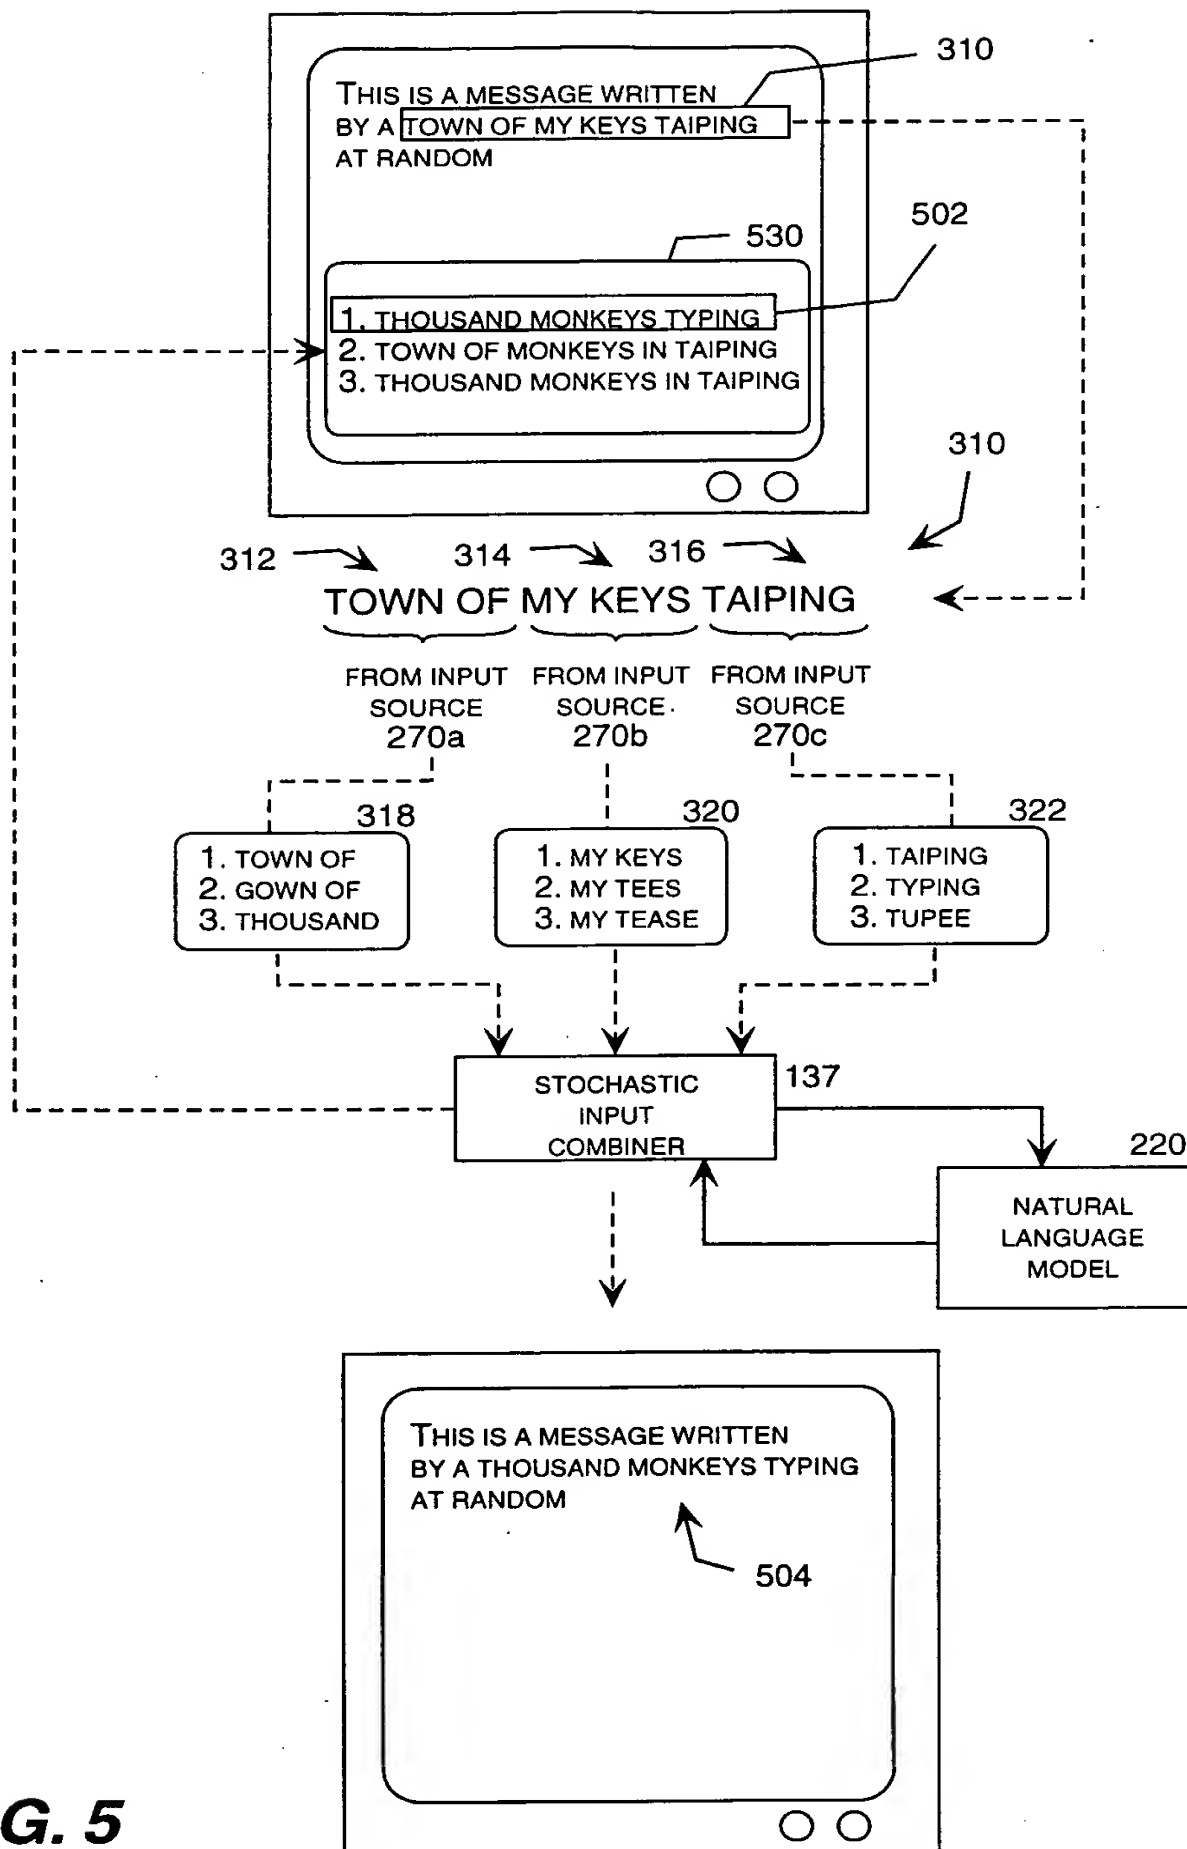 310
THIS IS A MESSAGE WRITTEN
BY A TOWN OF MY KEYS TAIPING
AT RANDOM
502
530
1. THOUSAND MONKEYS TYPING
2. TOWN OF MONKEYS IN TAIPING
3. THOUSAND MONKEYS IN TAIPING
310
312
314
316
TOWN OF MY KEYS TAIPING
FROM INPUT
SOURCE
270a
FROM INPUT
SOURCE
270b
FROM INPUT
SOURCE
270c
318
1. TOWN OF
2. GOWN OF
3. THOUSAND
320
1. MY KEYS
2. MY TEES
3. MY TEASE
322
1. TAIPING
2. TYPING
3. TUPEE
137
STOCHASTIC
INPUT
COMBINER
220
NATURAL
LANGUAGE
MODEL
THIS IS A MESSAGE WRITTEN
BY A THOUSAND MONKEYS TYPING
AT RANDOM
504
G. 5